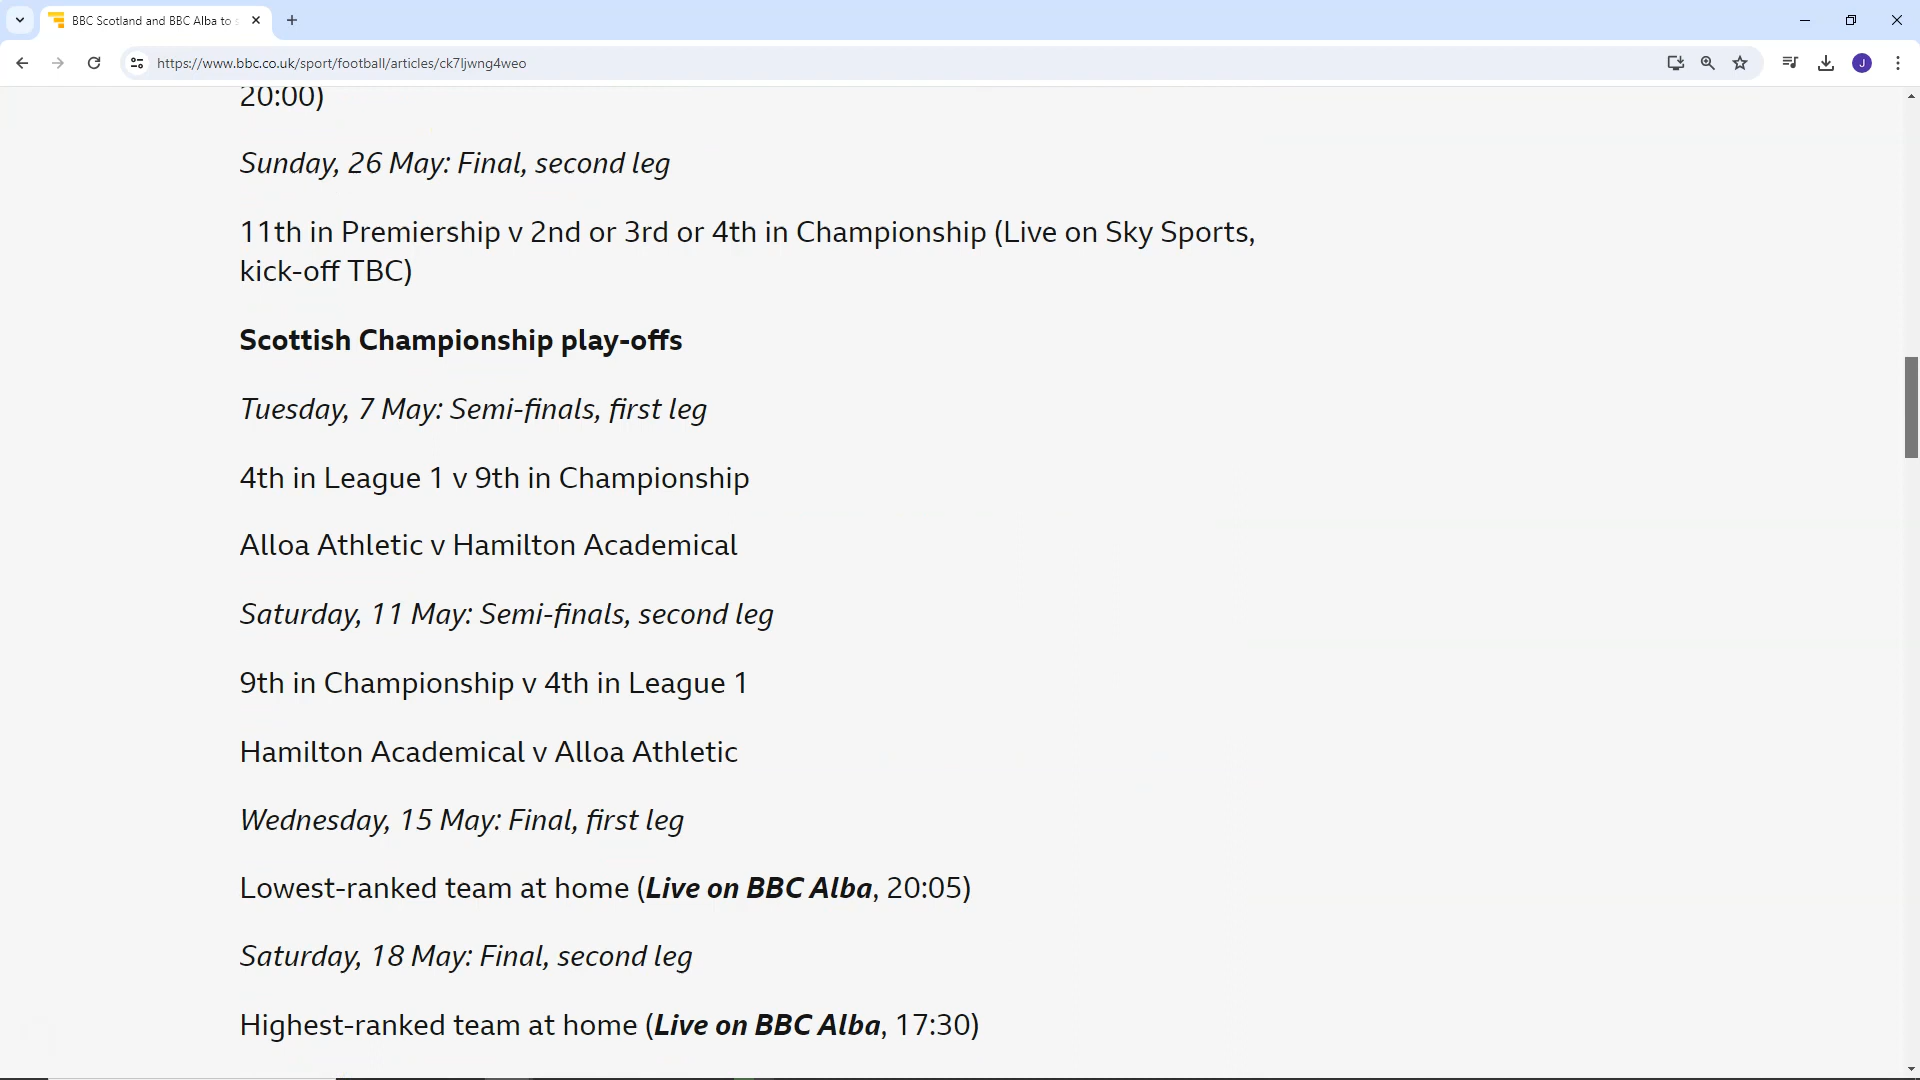 BBC Scotland and BBC Alba to s
https://www.bbc.co.uk/sport/football/articles/ck7ljwng4weo
J
20:00)
Sunday, 26 May: Final, second leg
11th in Premiership v 2nd or 3rd or 4th in Championship (Live on Sky Sports,
kick-off TBC)
Scottish Championship play-offs
Tuesday, 7 May: Semi-finals, first leg
4th in League 1 v 9th in Championship
Alloa Athletic v Hamilton Academical
Saturday, 11 May: Semi-finals, second leg
9th in Championship v 4th in League 1
Hamilton Academical v Alloa Athletic
Wednesday, 15 May: Final, first leg
Lowest-ranked team at home (Live on BBC Alba, 20:05)
Saturday, 18 May: Final, second leg
Highest-ranked team at home (Live on BBC Alba, 17:30)